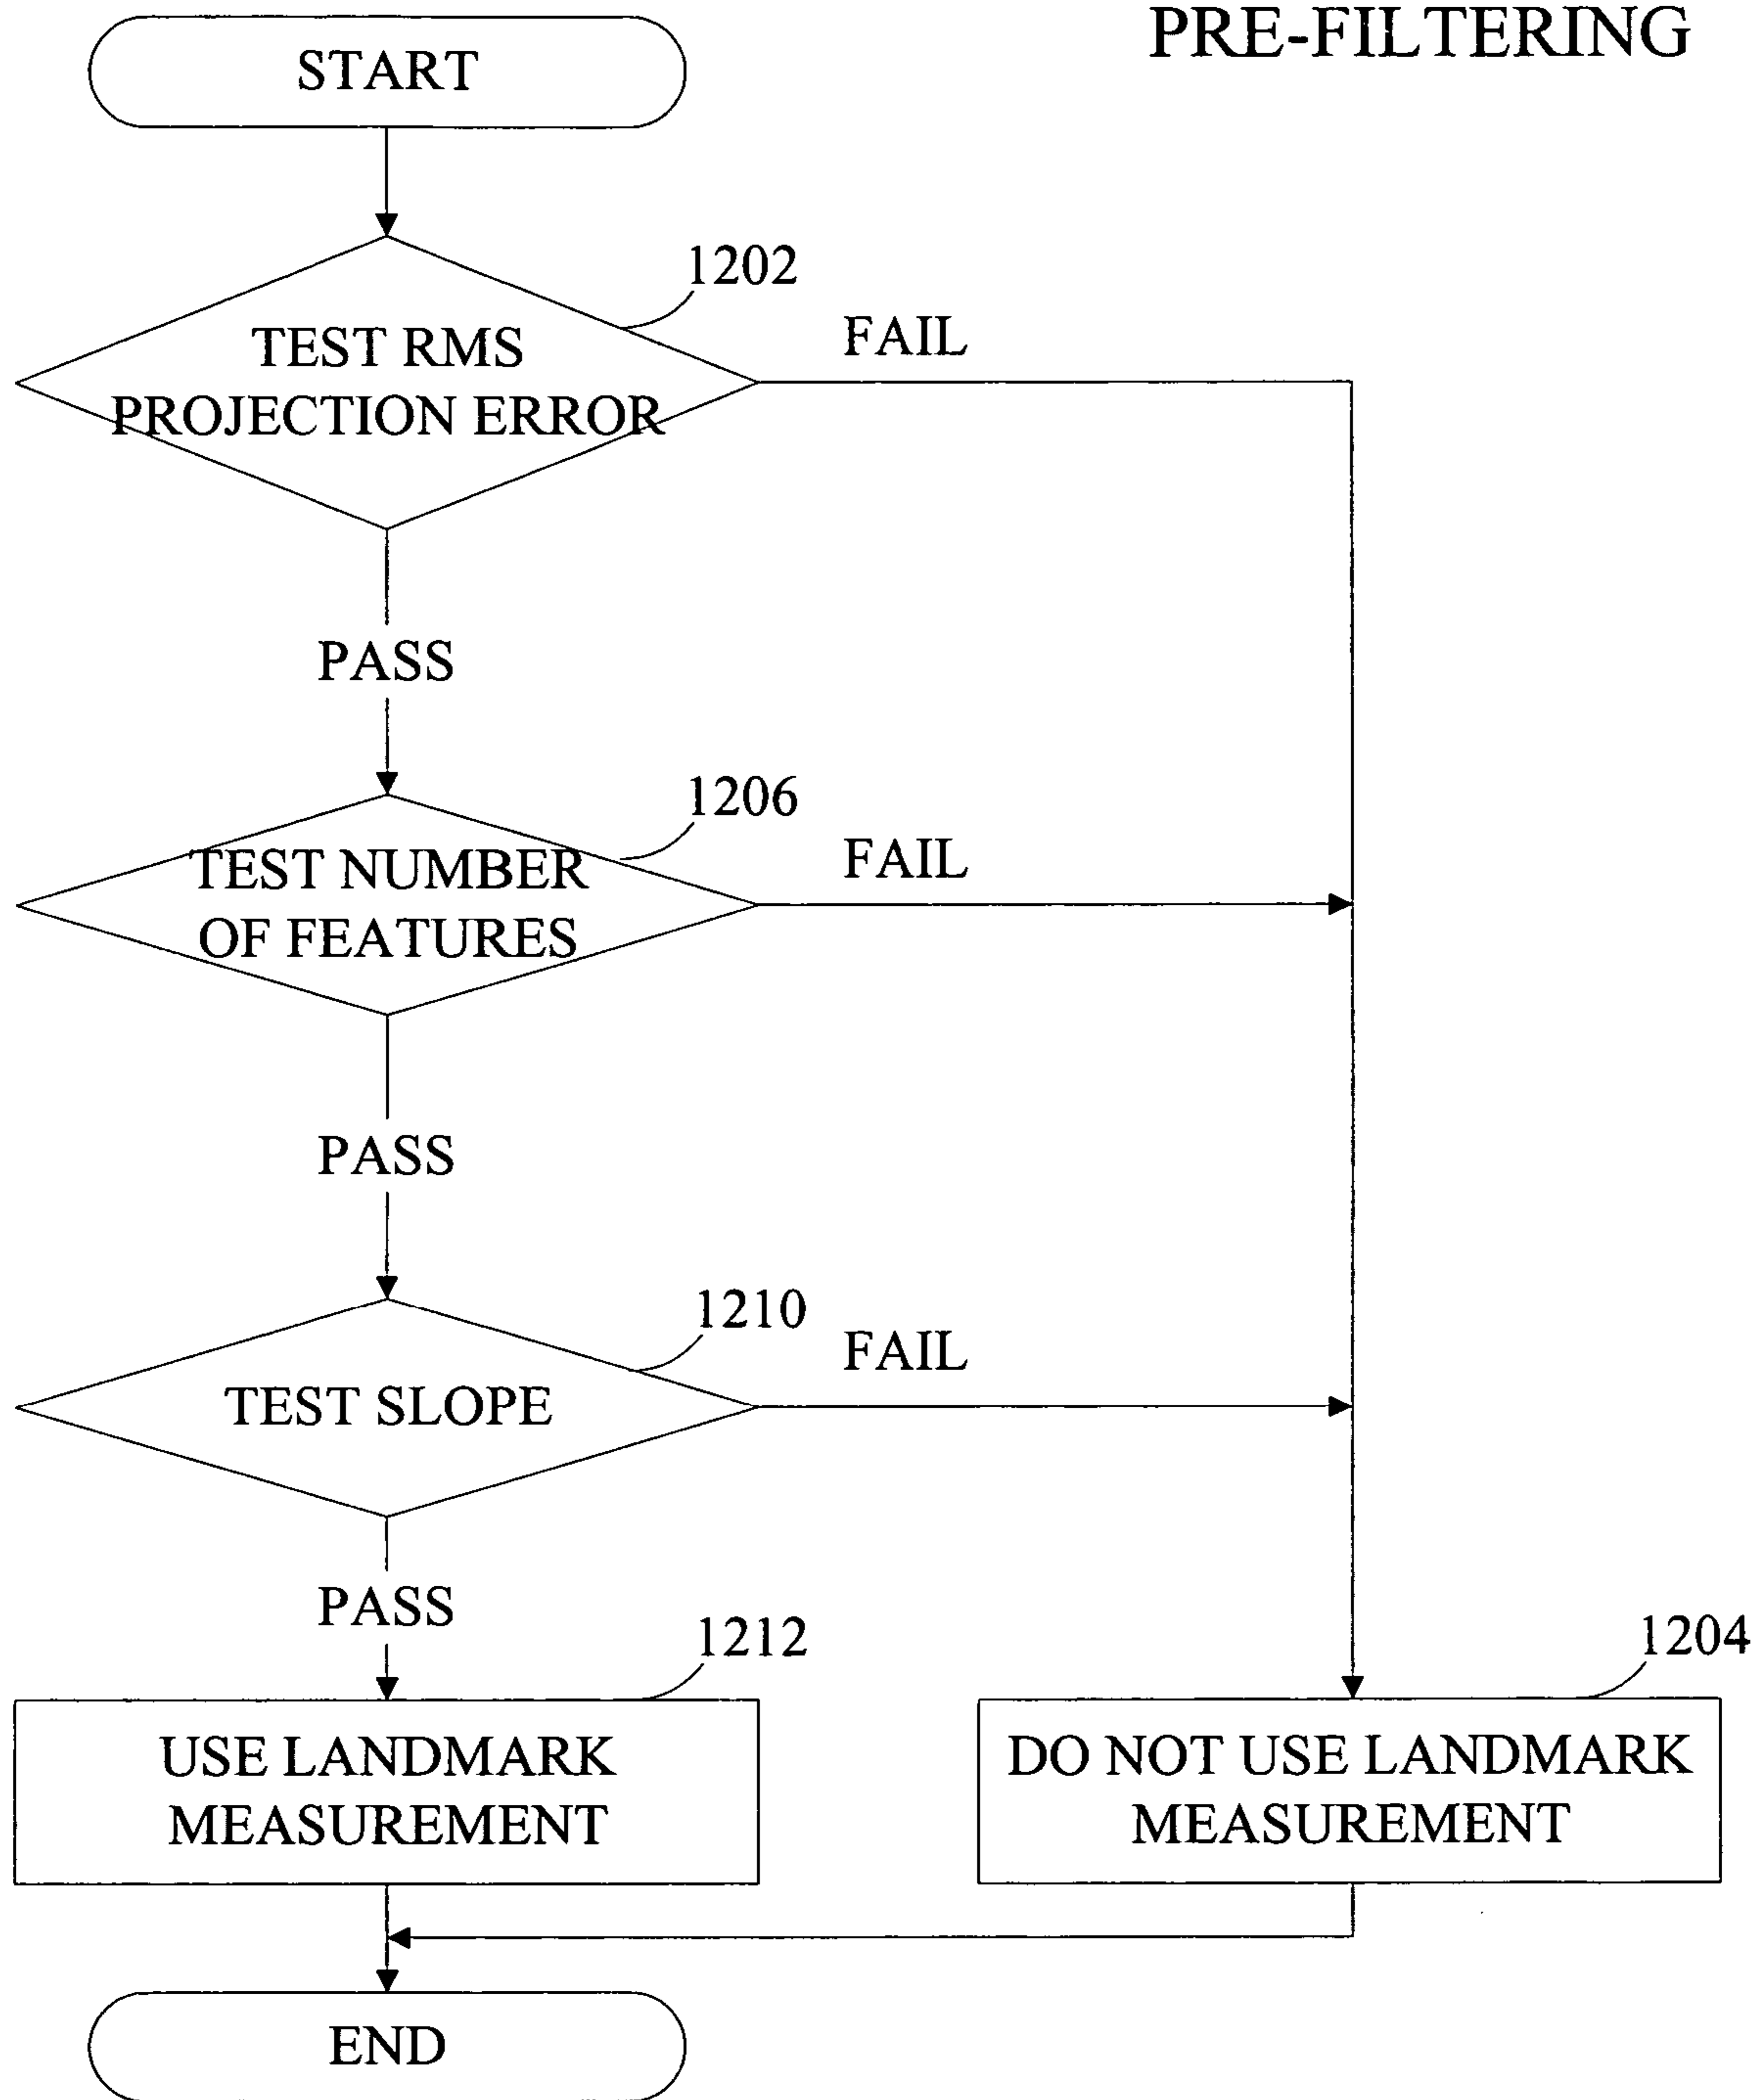 PRE-FILTERING
START
1202
TEST RMS
PROJECTION ERROR
FAIL
PASS
1206
TEST NUMBER
OF FEATURES
FAIL
PASS
1210
TEST SLOPE
FAIL
PASS
1212
USE LANDMARK
MEASUREMENT
1204
DO NOT USE LANDMARK
MEASUREMENT
END